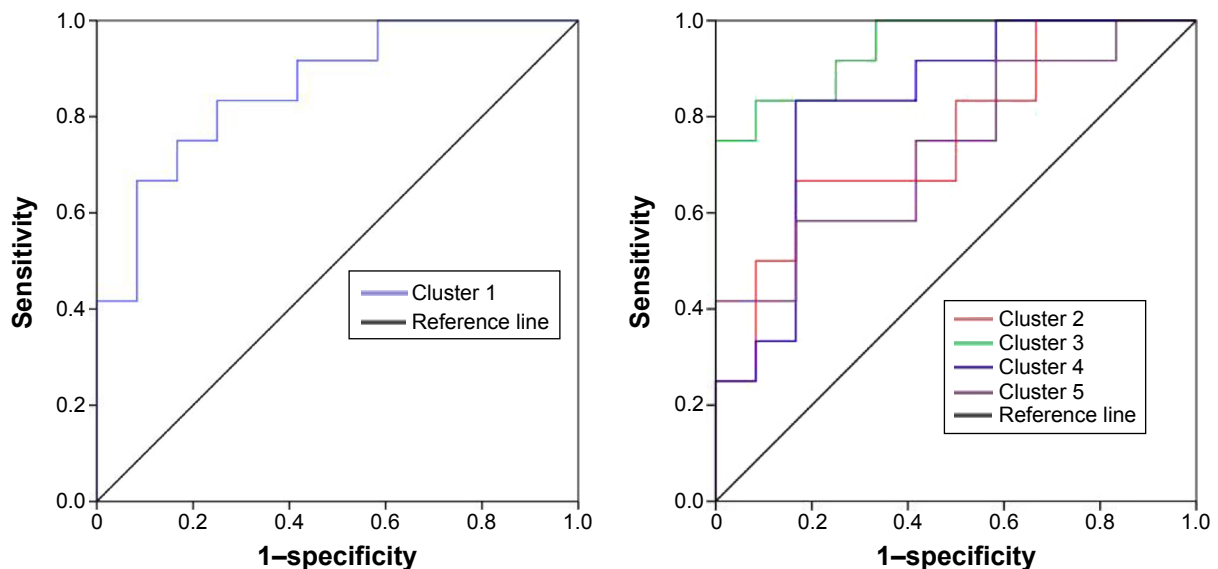 1.0
0.8
0.6
0.4
0.2
0.0
Sensitivity
0
0.2
0.4
0.6
0.8
1.0
1–specificity
Cluster 1
Reference line
1.0
0.8
0.6
0.4
0.2
0.0
Sensitivity
0
0.2
0.4
0.6
0.8
1.0
1–specificity
Cluster 2
Cluster 3
Cluster 4
Cluster 5
Reference line